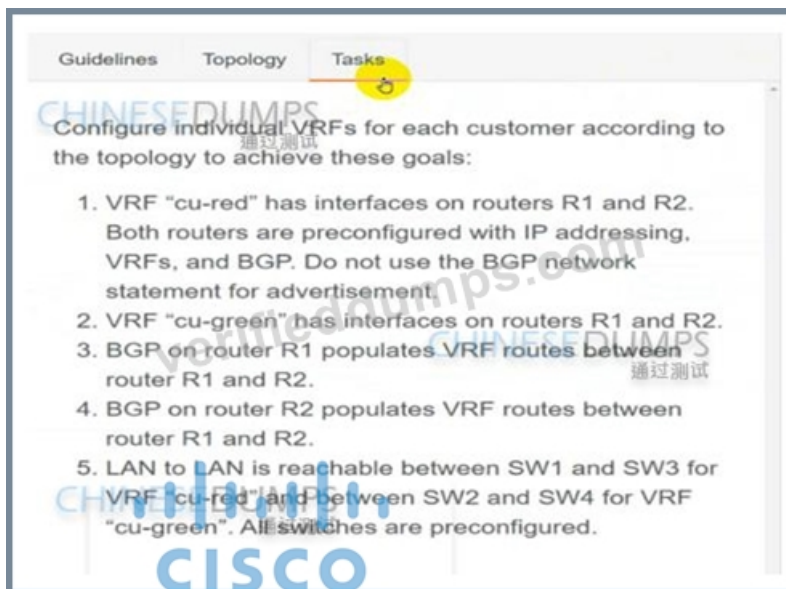 Guidelines Topology Tasks
CHINESEDUMPS
通过测试
Configure individual VRFs for each customer according to
the topology to achieve these goals:
1. VRF “cu-red” has interfaces on routers R1 and R2.
Both routers are preconfigured with IP addressing,
VRFs, and BGP. Do not use the BGP network
statement for advertisement.
2. VRF “cu-green” has interfaces on routers R1 and R2.
verifieddumps.com
3. BGP on router R1 populates VRF routes between
CHINESEDUMPS
通过测试
router R1 and R2.
4. BGP on router R2 populates VRF routes between
router R1 and R2.
5. LAN to LAN is reachable between SW1 and SW3 for
VRF “cu-red” and between SW2 and SW4 for VRF
CHINESEDUMPS
通过测试
“cu-green”. All switches are preconfigured.
CISCO